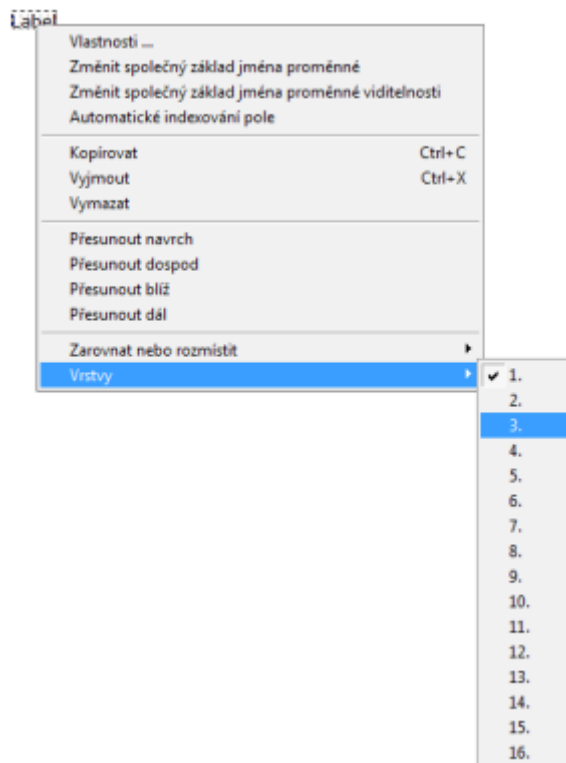 Label
Vlastnosti ...
Změnit společný základ jména proměnné
Změnit společný základ jména proměnné viditelnosti
Automatické indexování pole
Kopírovat Ctrl+C
Vyjmout Ctrl+X
Vymazat
Přesunout navrch
Přesunout dospod
Přesunout blíž
Přesunout dál
Zarovnat nebo rozmístit
Vrstvy
1.
2.
3.
4.
5.
6.
7.
8.
9.
10.
11.
12.
13.
14.
15.
16.